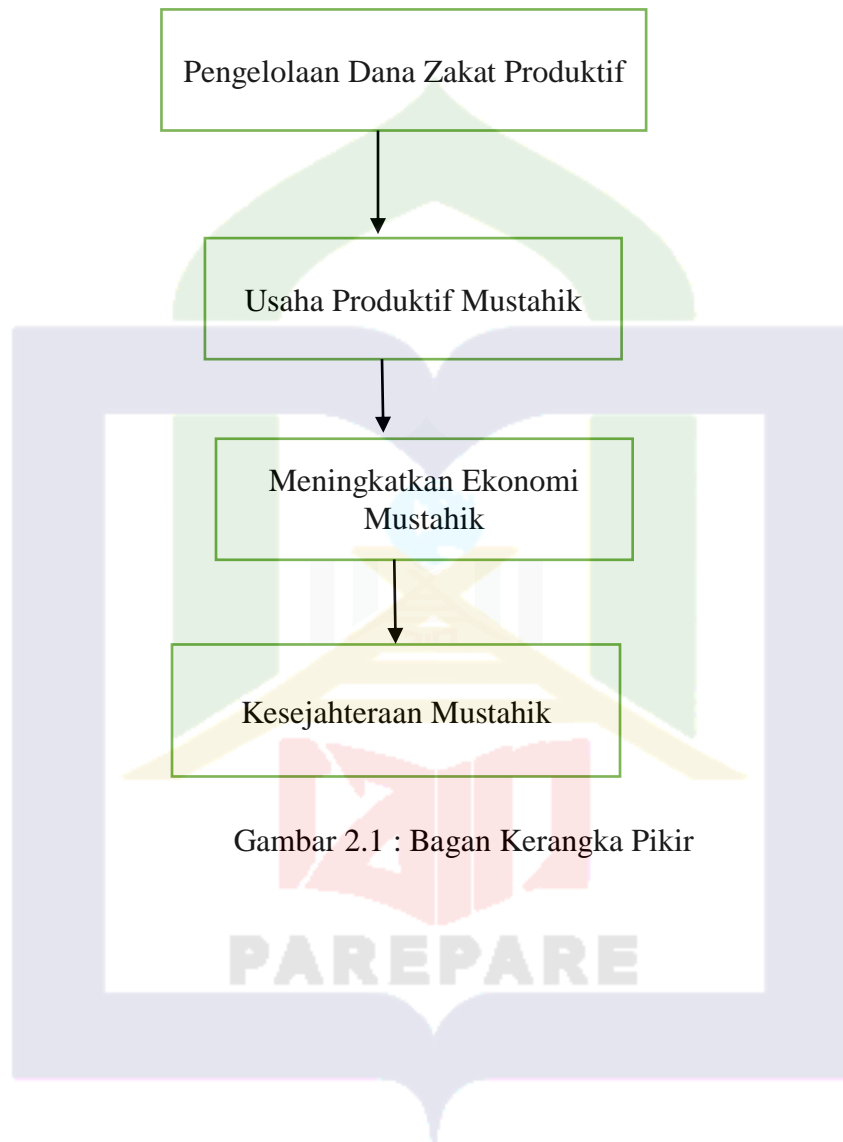 Pengelolaan Dana Zakat Produktif
Usaha Produktif Mustahik
Meningkatkan Ekonomi
Mustahik
Kesejahteraan Mustahik
Gambar 2.1 : Bagan Kerangka Pikir
PAREPARE